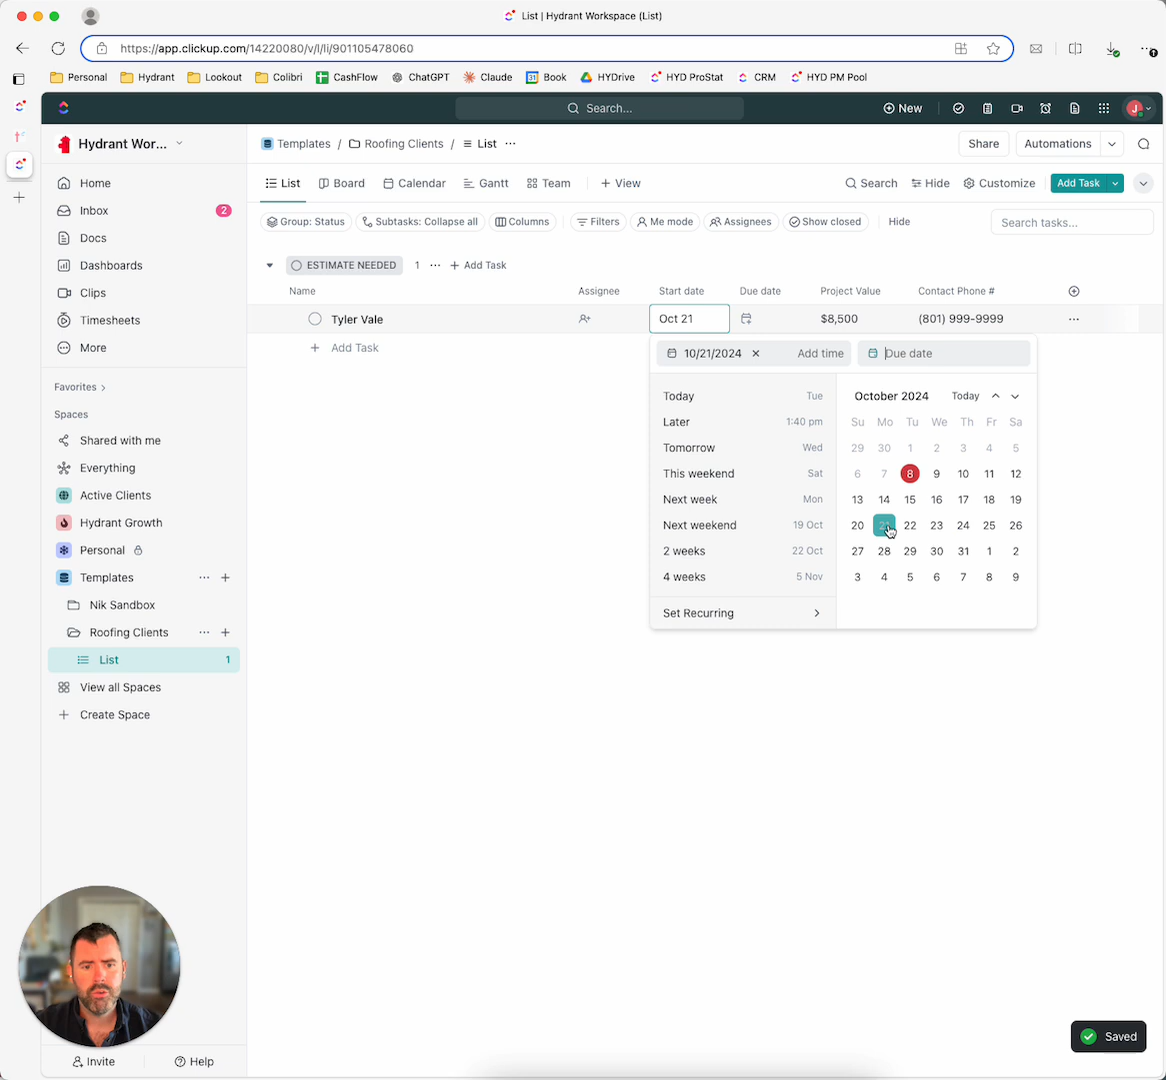 List | Hydrant Workspace (List)
https://app.clickup.com/14220080/v/l/li/901105478060
Personal Hydrant Lookout Colibri CashFlow ChatGPT Claude Book HYDrive HYD ProStat CRM HYD PM Pool
Search... New J
Hydrant Wor...
Templates / Roofing Clients / List ... Share Automations
Home
Inbox 2
Docs
Dashboards
Clips
Timesheets
More
Favorites
Spaces
Shared with me
Everything
Active Clients
Hydrant Growth
Personal
Templates
Nik Sandbox
Roofing Clients
List 1
View all Spaces
Create Space
Invite Help
List Board Calendar Gantt Team + View Search Hide Customize Add Task
Group: Status Subtasks: Collapse all Columns Filters Me mode Assignees Show closed Hide Search tasks...
ESTIMATE NEEDED 1 ... + Add Task
Name Assignee Start date Due date Project Value Contact Phone #
Tyler Vale Oct 21 $8,500 (801) 999-9999 ...
+ Add Task
10/21/2024 × Add time Due date
Today Tue
Later 1:40 pm
Tomorrow Wed
This weekend Sat
Next week Mon
Next weekend 19 Oct
2 weeks 22 Oct
4 weeks 5 Nov
Set Recurring
October 2024 Today
Su Mo Tu We Th Fr Sa
29 30 1 2 3 4 5
6 7 8 9 10 11 12
13 14 15 16 17 18 19
20 21 22 23 24 25 26
27 28 29 30 31 1 2
3 4 5 6 7 8 9
Saved